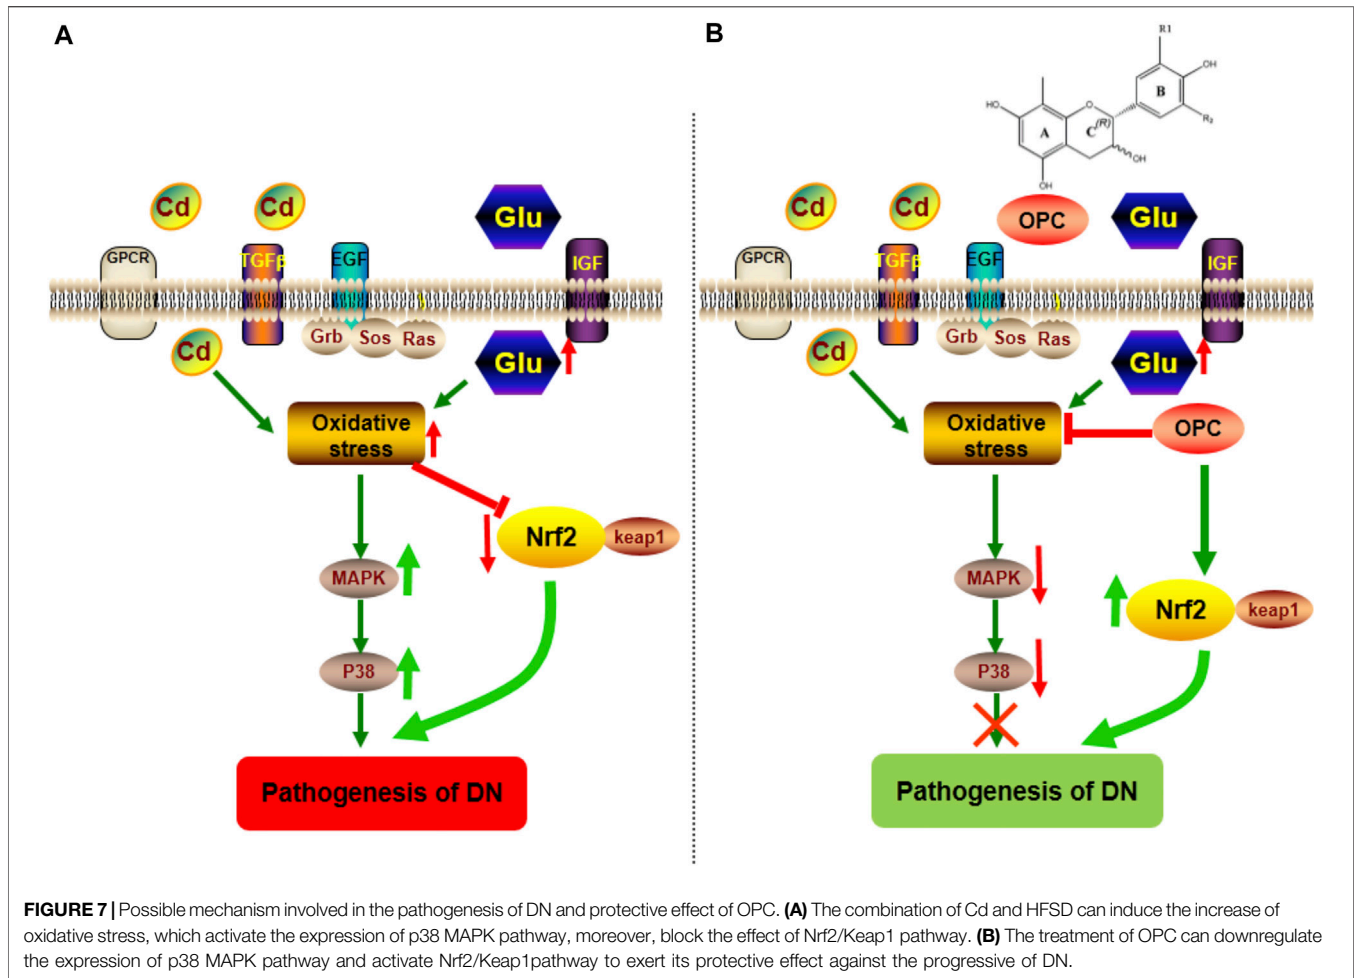 A
Cd
Cd
Glu
GPCR
TGFβ
EGF
IGF
Grb
Sos
Ras
Cd
Glu
Oxidative
stress
Nrf2
keap1
MAPK
P38
Pathogenesis of DN
B
R1
OH
B
R2
HO
O
A
C
(R)
OH
OH
OPC
Cd
Cd
Glu
GPCR
TGFβ
EGF
IGF
Grb
Sos
Ras
Cd
Glu
Oxidative
stress
OPC
MAPK
Nrf2
keap1
P38
Pathogenesis of DN
FIGURE 7 | Possible mechanism involved in the pathogenesis of DN and protective effect of OPC. (A) The combination of Cd and HFSD can induce the increase of
oxidative stress, which activate the expression of p38 MAPK pathway, moreover, block the effect of Nrf2/Keap1 pathway. (B) The treatment of OPC can downregulate
the expression of p38 MAPK pathway and activate Nrf2/Keap1pathway to exert its protective effect against the progressive of DN.